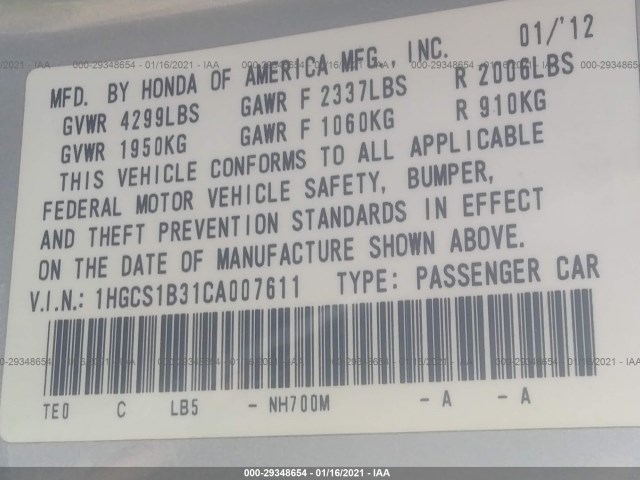 MFD. BY HONDA OF AMERICA MFG., INC. 01/'12
GVWR 4299LBS GAWR F 2337LBS R 2006LBS
GVWR 1950KG GAWR F 1060KG R 910KG
THIS VEHICLE CONFORMS TO ALL APPLICABLE
FEDERAL MOTOR VEHICLE SAFETY, BUMPER,
AND THEFT PREVENTION STANDARDS IN EFFECT
ON THE DATE OF MANUFACTURE SHOWN ABOVE.
V.I.N.: 1HGCS1B31CA007611 TYPE: PASSENGER CAR
TE0 C LB5 - NH700M - A - A
000-29348654 - 01/16/2021 - IAA